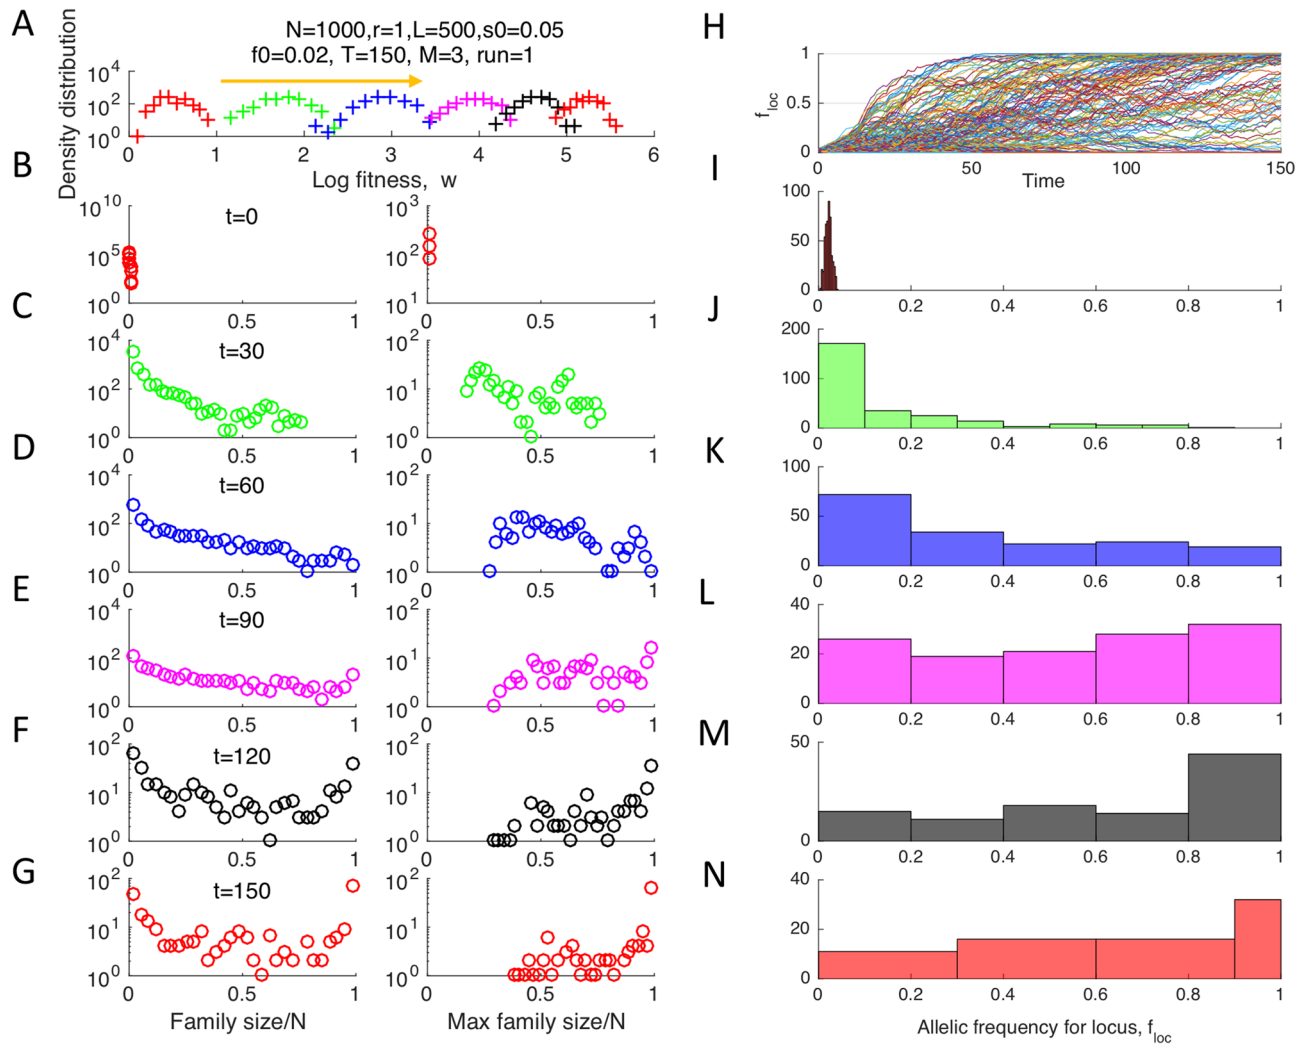 A
N=1000,r=1,L=500,s0=0.05
f0=0.02, T=150, M=3, run=1
Density distribution
10^4
10^2
10^0
0 1 2 3 4 5 6
Log fitness, w
B
t=0
10^10
10^5
10^0
0 0.5 1
10^3
10^2
10^1
0 0.5 1
C
t=30
10^4
10^2
10^0
0 0.5 1
10^2
10^1
10^0
0 0.5 1
D
t=60
10^4
10^2
10^0
0 0.5 1
10^2
10^1
10^0
0 0.5 1
E
t=90
10^4
10^2
10^0
0 0.5 1
10^2
10^1
10^0
0 0.5 1
F
t=120
10^2
10^1
10^0
0 0.5 1
10^2
10^1
10^0
0 0.5 1
G
t=150
10^2
10^1
10^0
0 0.5 1
Family size/N
10^2
10^1
10^0
0 0.5 1
Max family size/N
H
f_loc
1
0.5
0
0 50 100 150
Time
I
100
50
0
0 0.2 0.4 0.6 0.8 1
J
200
100
0
0 0.2 0.4 0.6 0.8 1
K
100
50
0
0 0.2 0.4 0.6 0.8 1
L
40
20
0
0 0.2 0.4 0.6 0.8 1
M
50
0
0 0.2 0.4 0.6 0.8 1
N
40
20
0
0 0.2 0.4 0.6 0.8 1
Allelic frequency for locus, f_loc